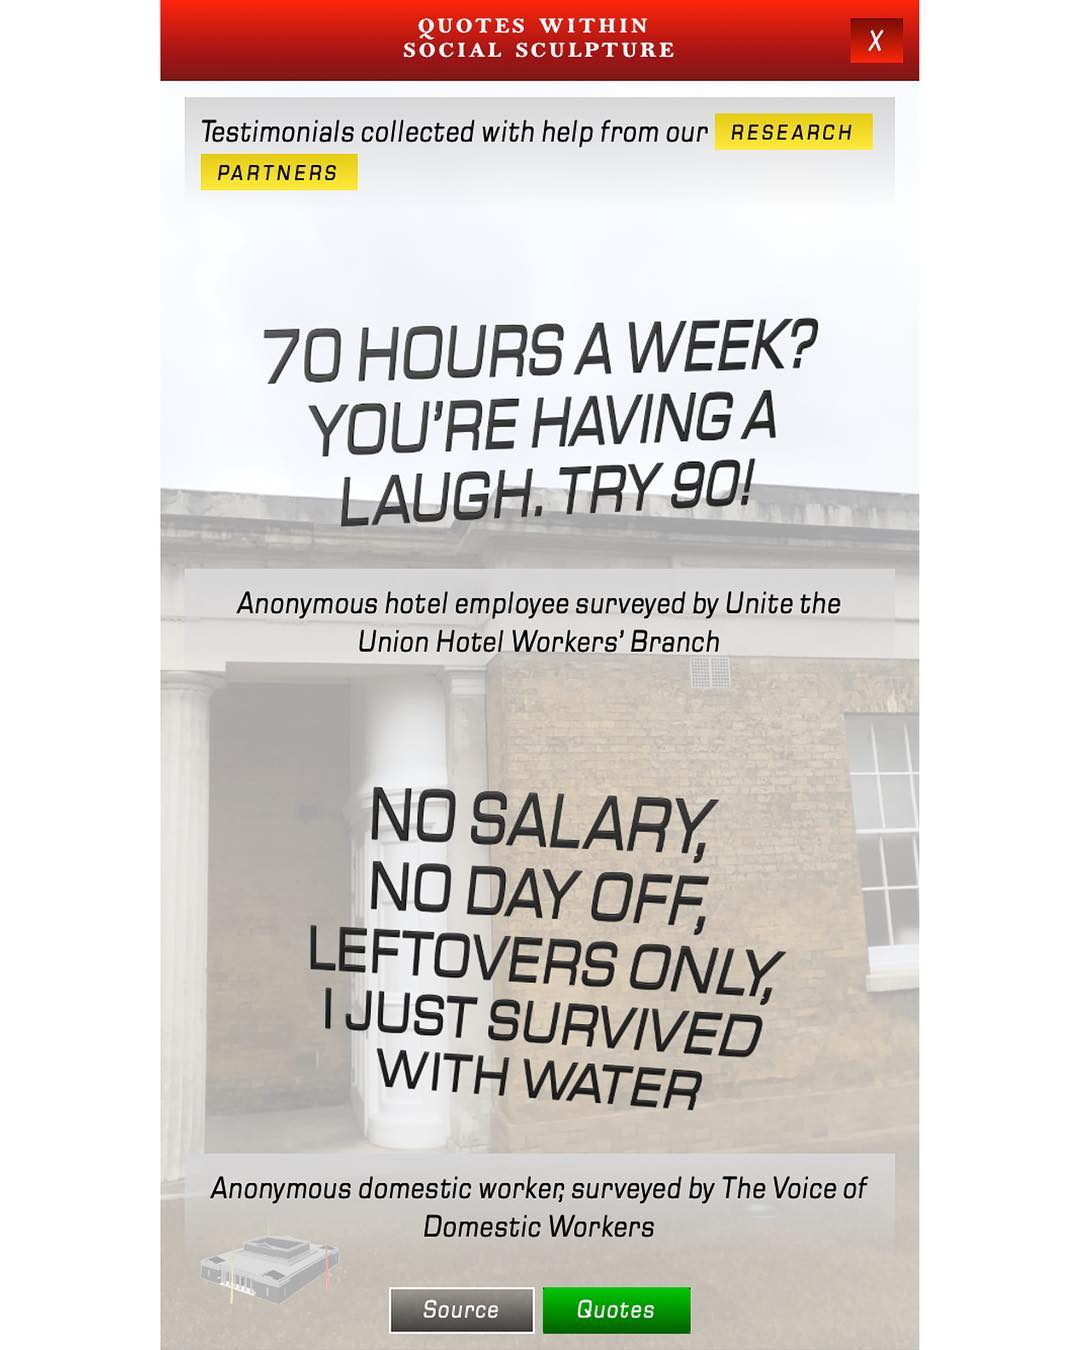 QUOTES WITHIN
SOCIAL SCULPTURE
X
Testimonials collected with help from our RESEARCH
PARTNERS
70 HOURS A WEEK?
YOU'RE HAVING A
LAUGH. TRY 90!
Anonymous hotel employee surveyed by Unite the
Union Hotel Workers' Branch
NO SALARY,
NO DAY OFF,
LEFTOVERS ONLY,
I JUST SURVIVED
WITH WATER
Anonymous domestic worker, surveyed by The Voice of
Domestic Workers
Source
Quotes